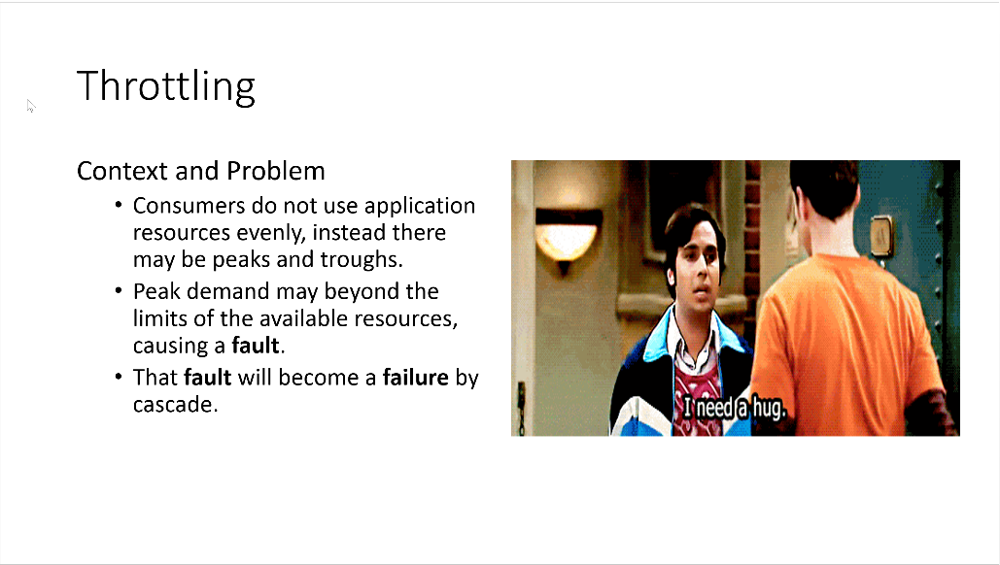 Throttling
Context and Problem
• Consumers do not use application
resources evenly, instead there
may be peaks and troughs.
• Peak demand may beyond the
limits of the available resources,
causing a fault.
• That fault will become a failure by
cascade.
I need a hug.